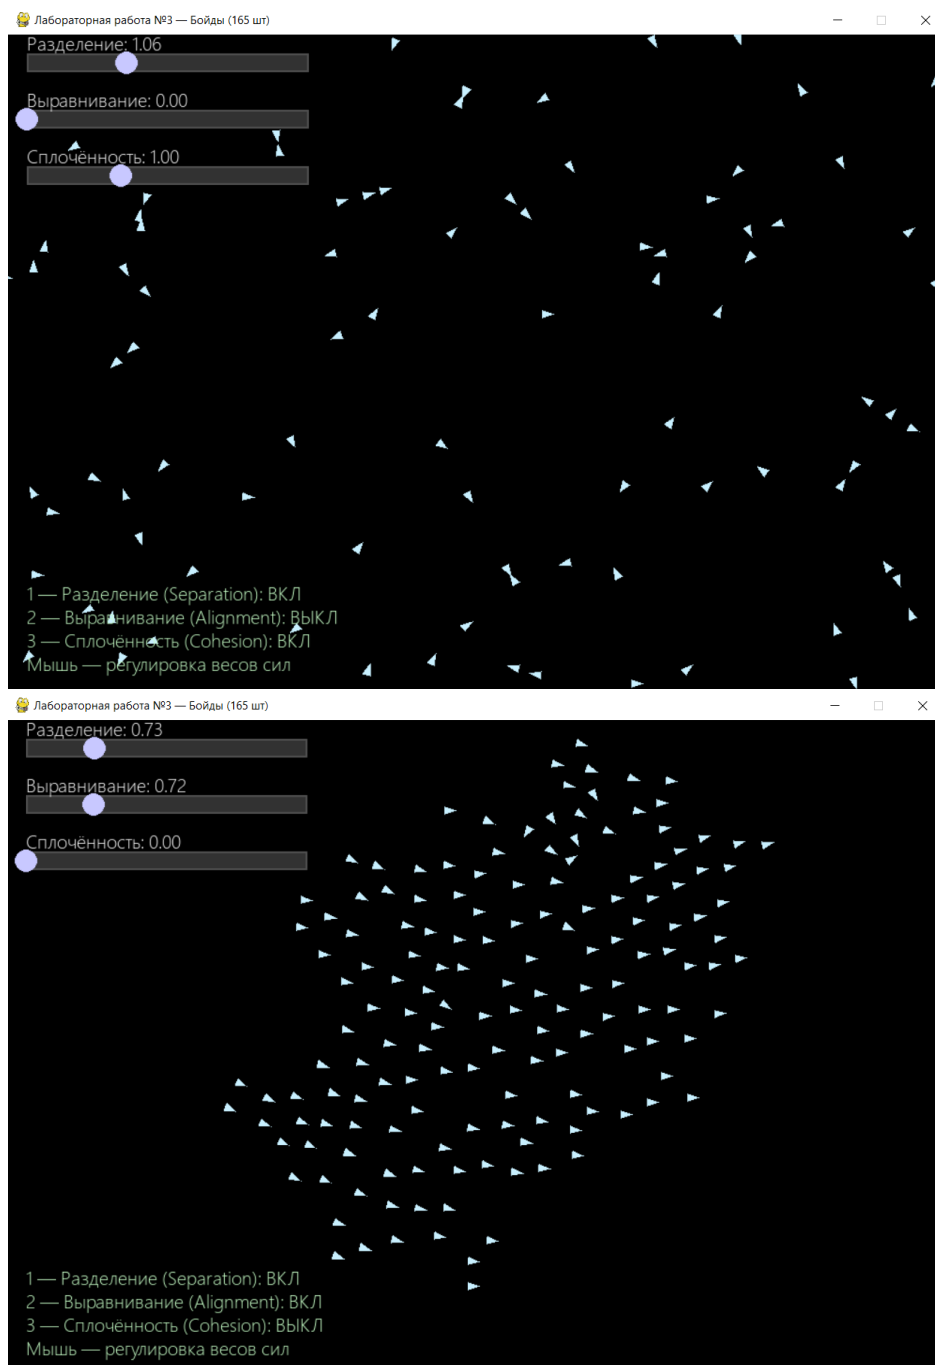 Лабораторная работа №3 — Бойды (165 шт)
Разделение: 1.06
Выравнивание: 0.00
Сплочённость: 1.00
1 — Разделение (Separation): ВКЛ
2 — Выравнивание (Alignment): ВЫКЛ
3 — Сплочённость (Cohesion): ВКЛ
Мышь — регулировка весов сил
Лабораторная работа №3 — Бойды (165 шт)
Разделение: 0.73
Выравнивание: 0.72
Сплочённость: 0.00
1 — Разделение (Separation): ВКЛ
2 — Выравнивание (Alignment): ВКЛ
3 — Сплочённость (Cohesion): ВЫКЛ
Мышь — регулировка весов сил